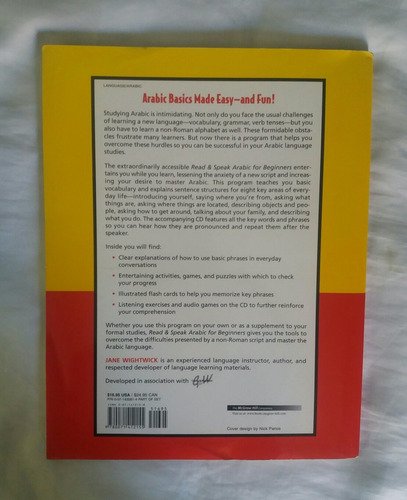 LANGUAGE/ARABIC
Arabic Basics Made Easy—and Fun!
Studying Arabic is intimidating. Not only do you face the usual challenges
of learning a new language—vocabulary, grammar, verb tenses—but you
also have to learn a non-Roman alphabet as well. These formidable obsta-
cles frustrate many learners. But now there is a program that helps you
overcome these hurdles so you can be successful in your Arabic language
studies.
The extraordinarily accessible Read & Speak Arabic for Beginners enter-
tains you while you learn, lessening the anxiety of a new script and increas-
ing your desire to master Arabic. This program teaches you basic
vocabulary and explains sentence structures for eight key areas of every-
day life—introducing yourself, saying where you're from, asking what
things are, asking where things are located, describing objects and peo-
ple, asking how to get around, talking about your family, and describing
what you do. The accompanying CD features all the key words and phrases
so you can hear how they are pronounced and repeat them after the
speaker.
Inside you will find:
• Clear explanations of how to use basic phrases in everyday
conversations
• Entertaining activities, games, and puzzles with which to check
your progress
• Illustrated flash cards to help you memorize key phrases
• Listening exercises and audio games on the CD to further reinforce
your comprehension
Whether you use this program on your own or as a supplement to your
formal studies, Read & Speak Arabic for Beginners gives you the tools to
overcome the difficulties presented by a non-Roman script and master the
Arabic language.
JANE WIGHTWICK is an experienced language instructor, author, and
respected developer of language learning materials.
Developed in association with
$16.95 USA / $24.95 CAN
PART OF SET
51695
The McGraw-Hill Companies
Cover design by Nick Panos